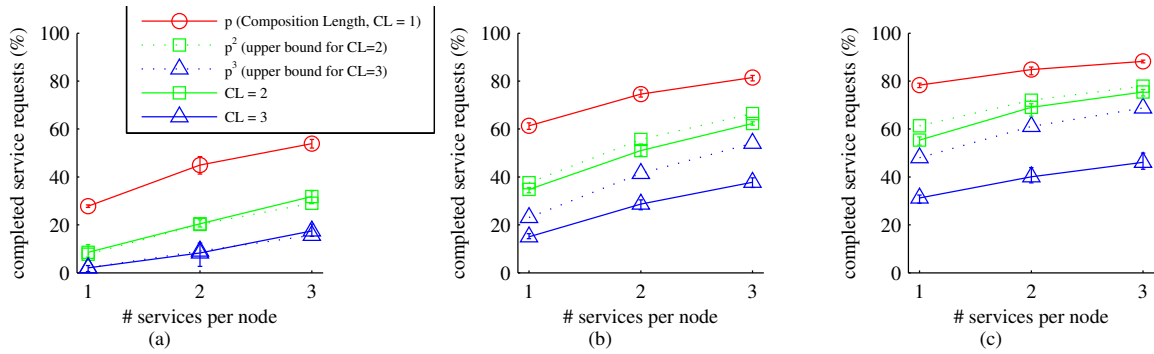 p (Composition Length, CL = 1)
p² (upper bound for CL=2)
p³ (upper bound for CL=3)
CL = 2
CL = 3
completed service requests (%)
100
80
60
40
20
0
1 2 3
# services per node
(a)
completed service requests (%)
100
80
60
40
20
0
1 2 3
# services per node
(b)
completed service requests (%)
100
80
60
40
20
0
1 2 3
# services per node
(c)